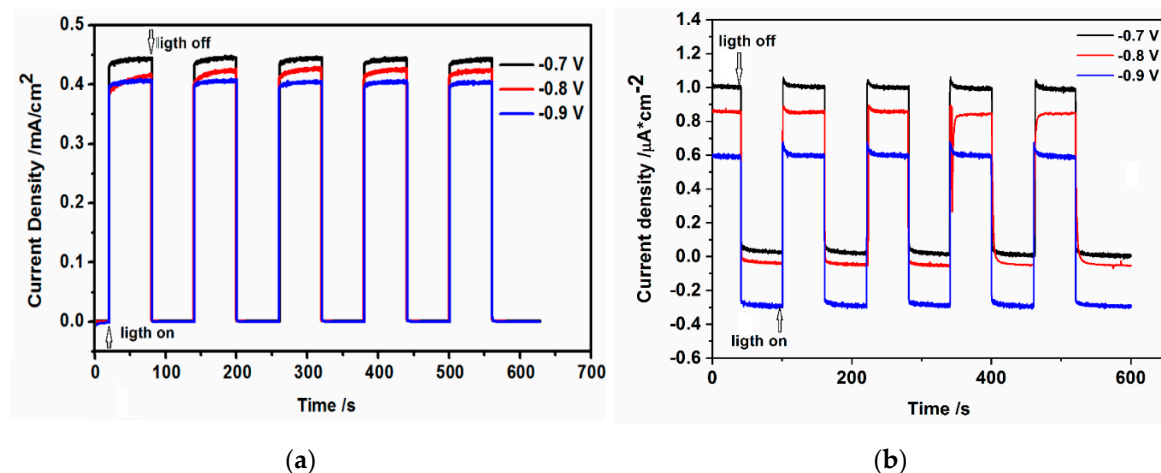 0.5
0.4
0.3
0.2
0.1
0.0
Current Density /mA/cm2
ligth off
-0.7 V
-0.8 V
-0.9 V
ligth on
0 100 200 300 400 500 600 700
Time /s
(a)
1.4
1.2
1.0
0.8
0.6
0.4
0.2
0.0
-0.2
-0.4
-0.6
Current density /μA*cm-2
ligth off
-0.7 V
-0.8 V
-0.9 V
ligth on
0 200 400 600
Time /s
(b)